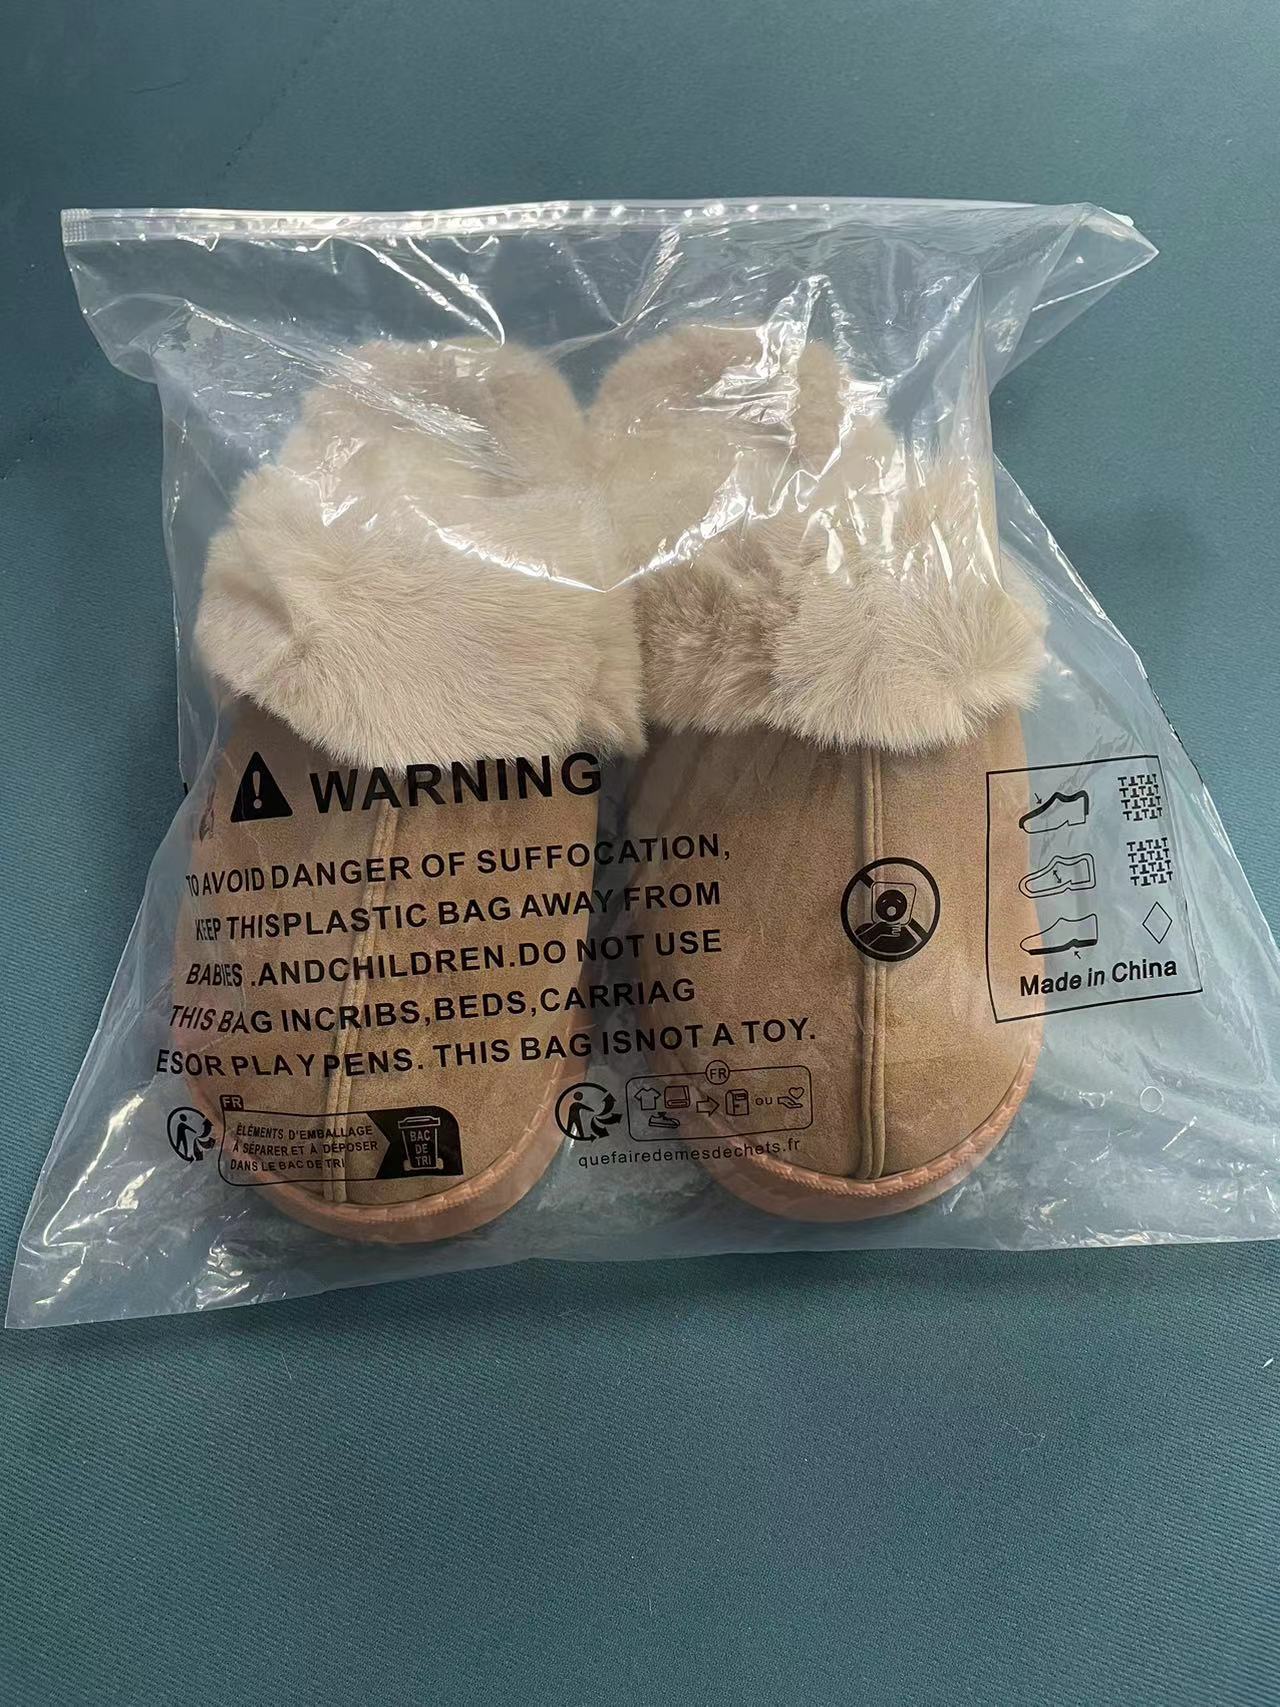 WARNING
TO AVOID DANGER OF SUFFOCATION,
KEEP THISPLASTIC BAG AWAY FROM
BABIES .ANDCHILDREN.DO NOT USE
THIS BAG INCRIBS,BEDS,CARRIAG
ESOR PLAY PENS. THIS BAG ISNOT A TOY.
Made in China
FR
ÉLÉMENTS D'EMBALLAGE
À SÉPARER ET À DÉPOSER
DANS LE BAC DE TRI
BAC
DE
TRI
FR
OU
quefairedemesdechets.fr